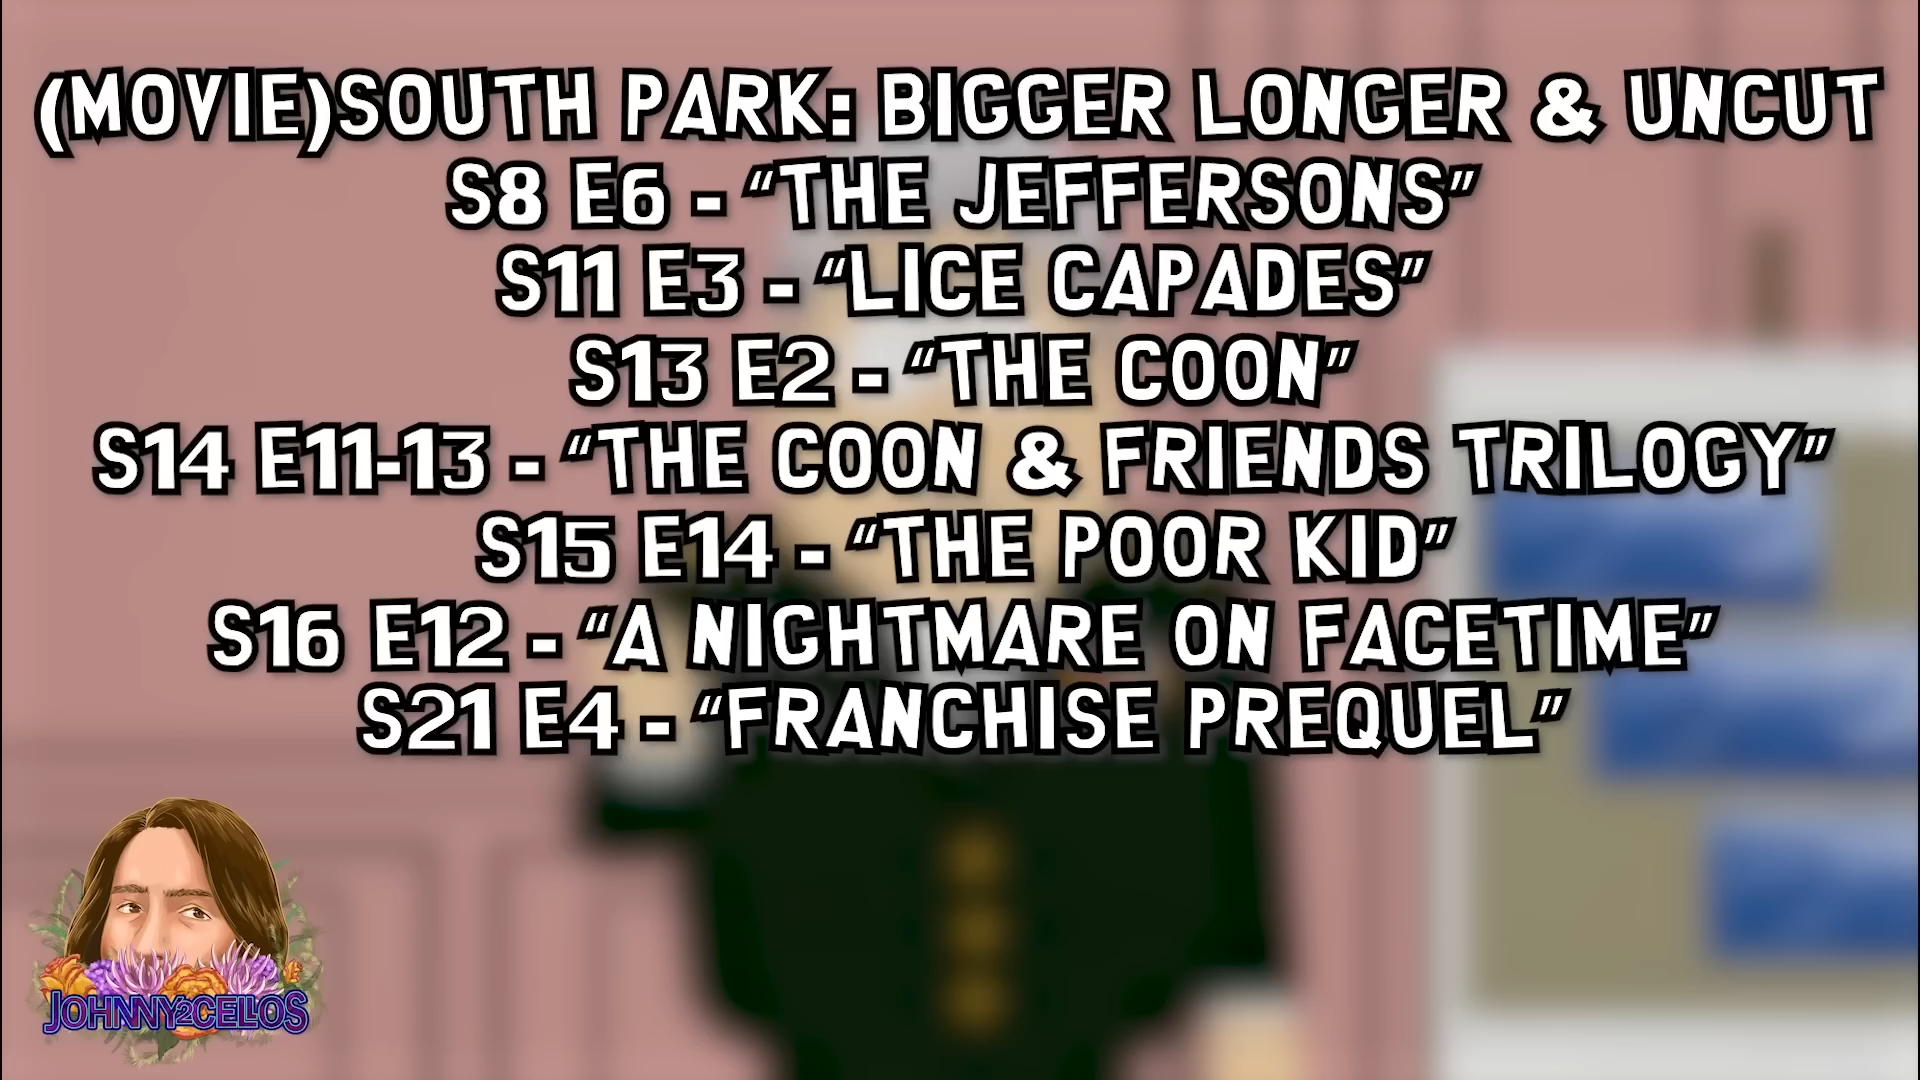 (MOVIE)SOUTH PARK: BIGGER LONGER & UNCUT
S8 E6 - "THE JEFFERSONS"
S11 E3 - "LICE CAPADES"
S13 E2 - "THE COON"
S14 E11-13 - "THE COON & FRIENDS TRILOGY"
S15 E14 - "THE POOR KID"
S16 E12 - "A NIGHTMARE ON FACETIME"
S21 E4 - "FRANCHISE PREQUEL"
JOHNNY2CELLOS